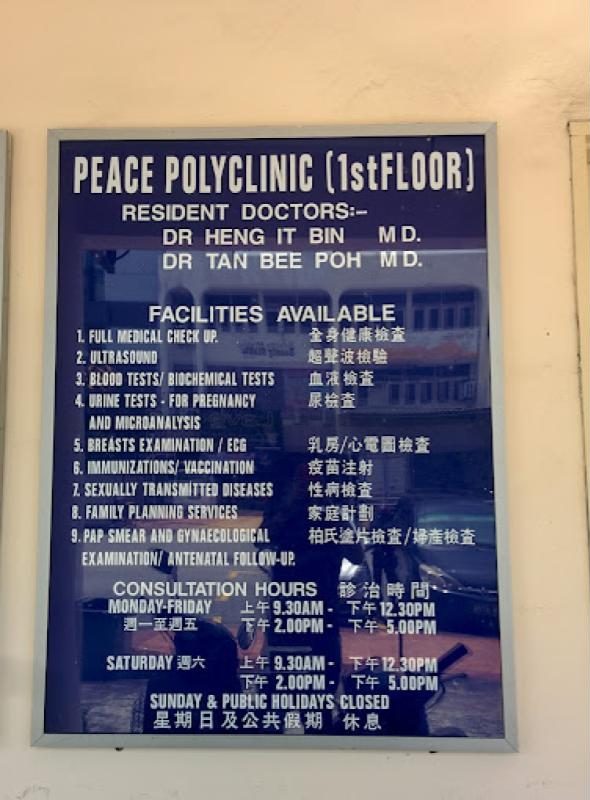 PEACE POLYCLINIC (1stFLOOR)
RESIDENT DOCTORS:-
DR HENG IT BIN M D.
DR TAN BEE POH M D.
FACILITIES AVAILABLE
1. FULL MEDICAL CHECK UP. 全身健康檢查
2. ULTRASOUND 超聲波檢驗
3. BLOOD TESTS/ BIOCHEMICAL TESTS 血液檢查
4. URINE TESTS - FOR PREGNANCY 尿檢查
AND MICROANALYSIS
5. BREASTS EXAMINATION / ECG 乳房/心電圖檢查
6. IMMUNIZATIONS/ VACCINATION 疫苗注射
7. SEXUALLY TRANSMITTED DISEASES 性病檢查
8. FAMILY PLANNING SERVICES 家庭計劃
9. PAP SMEAR AND GYNAECOLOGICAL 柏氏塗片檢查/婦產檢查
EXAMINATION/ ANTENATAL FOLLOW-UP.
CONSULTATION HOURS 診治時間
MONDAY-FRIDAY 上午 9.30AM - 下午 12.30PM
週一至週五 下午 2.00PM - 下午 5.00PM
SATURDAY 週六 上午 9.30AM - 下午 12.30PM
下午 2.00PM - 下午 5.00PM
SUNDAY & PUBLIC HOLIDAYS CLOSED
星期日及公共假期 休息